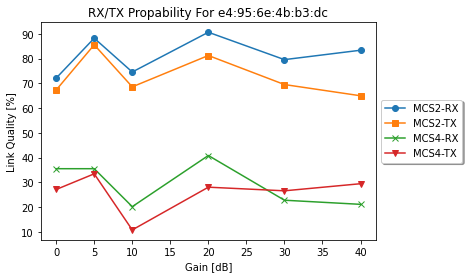 RX/TX Propability For e4:95:6e:4b:b3:dc
90
80
70
60
50
40
30
20
10
Link Quality [%]
0 5 10 15 20 25 30 35 40
Gain [dB]
MCS2-RX
MCS2-TX
MCS4-RX
MCS4-TX